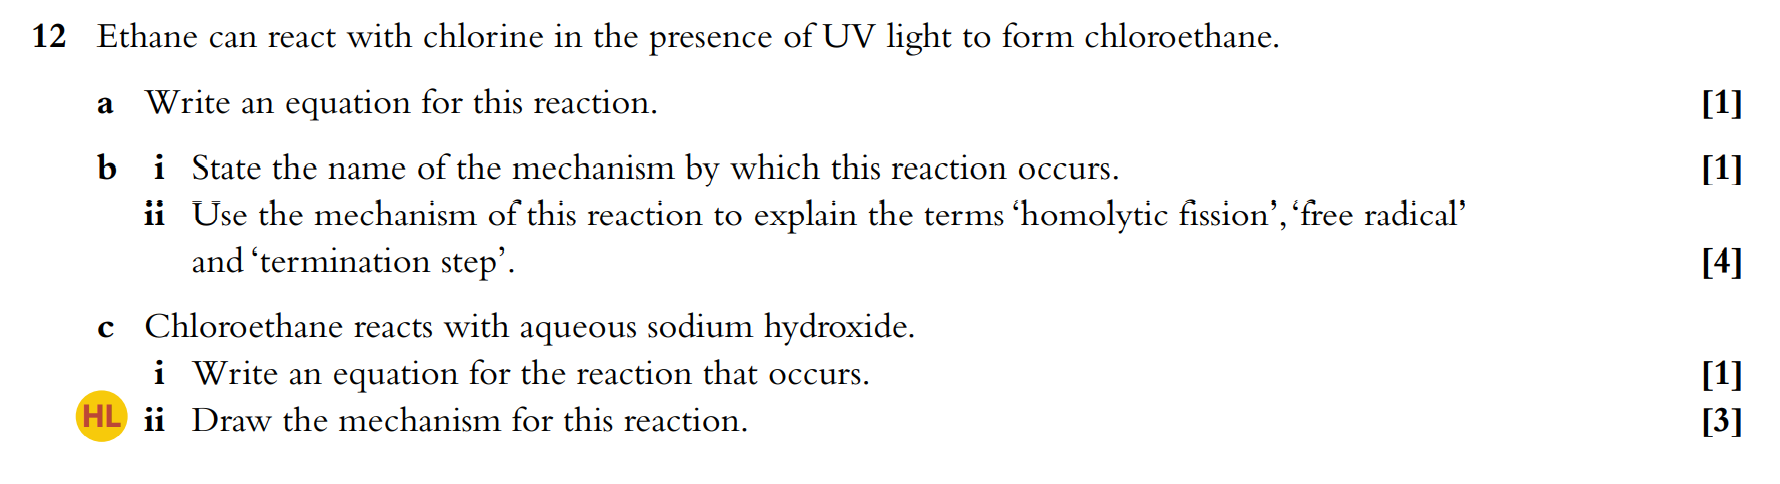 12 Ethane can react with chlorine in the presence of UV light to form chloroethane.
a Write an equation for this reaction. [1]
b i State the name of the mechanism by which this reaction occurs. [1]
ii Use the mechanism of this reaction to explain the terms ‘homolytic fission’, ‘free radical’
and ‘termination step’. [4]
c Chloroethane reacts with aqueous sodium hydroxide.
i Write an equation for the reaction that occurs. [1]
HL ii Draw the mechanism for this reaction. [3]